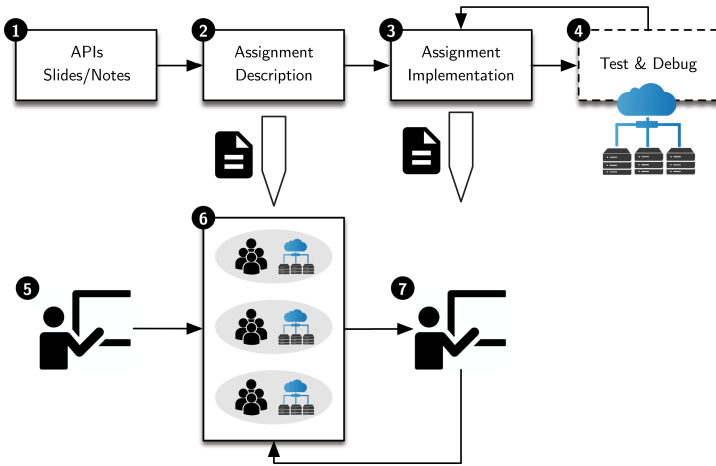 1
APIs
Slides/Notes
2
Assignment
Description
3
Assignment
Implementation
4
Test & Debug
5
6
7